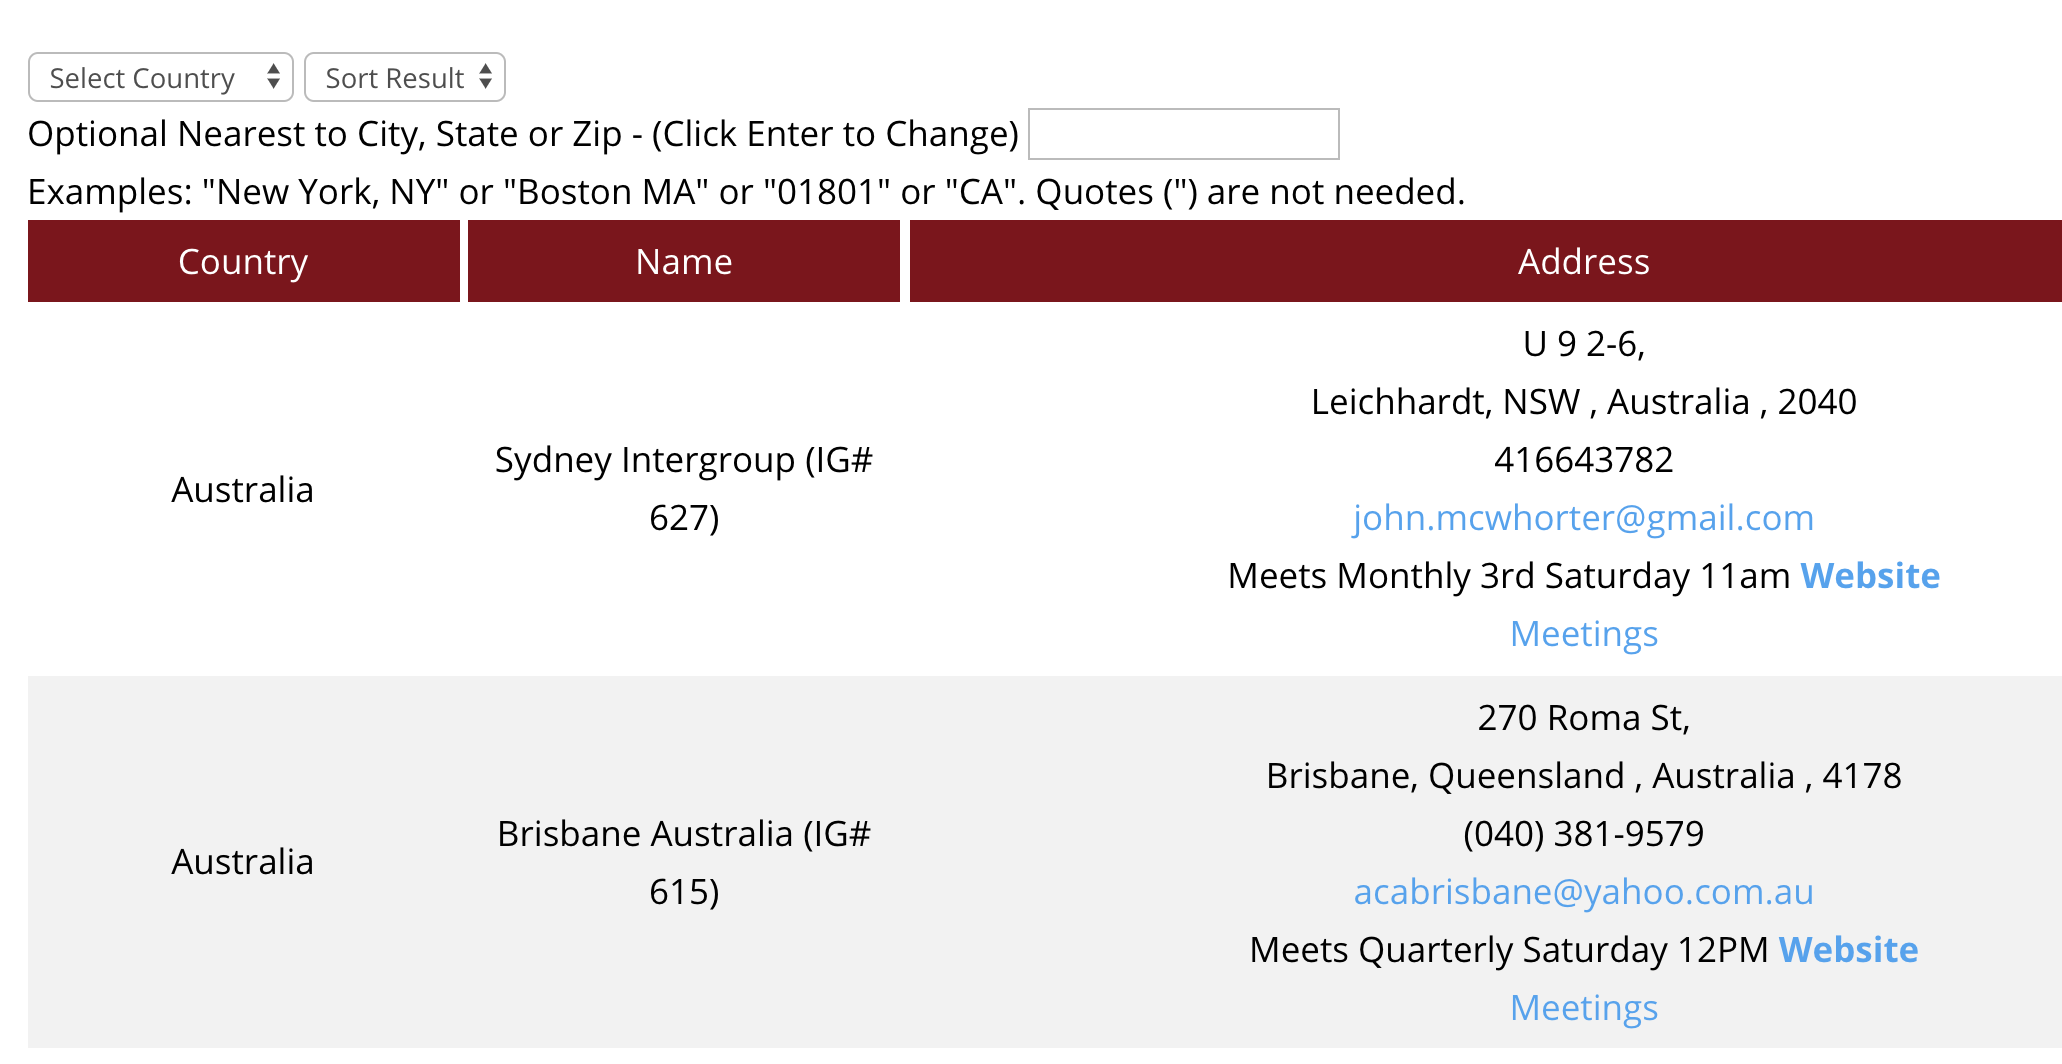 Select Country Sort Result
Optional Nearest to City, State or Zip - (Click Enter to Change)
Examples: "New York, NY" or "Boston MA" or "01801" or "CA". Quotes (") are not needed.
Country Name Address
Australia
Sydney Intergroup (IG#
627)
U 9 2-6,
Leichhardt, NSW , Australia , 2040
416643782
john.mcwhorter@gmail.com
Meets Monthly 3rd Saturday 11am Website
Meetings
Australia
Brisbane Australia (IG#
615)
270 Roma St,
Brisbane, Queensland , Australia , 4178
(040) 381-9579
acabrisbane@yahoo.com.au
Meets Quarterly Saturday 12PM Website
Meetings